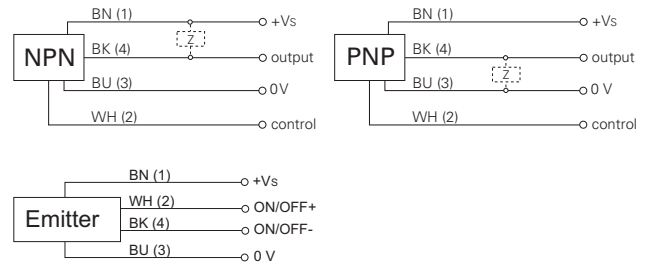 BN (1) +Vs
Z
NPN BK (4) output
BU (3) 0 V
WH (2) control
BN (1) +Vs
PNP BK (4) output
Z
BU (3) 0 V
WH (2) control
BN (1) +Vs
WH (2) ON/OFF+
Emitter
BK (4) ON/OFF-
BU (3) 0 V